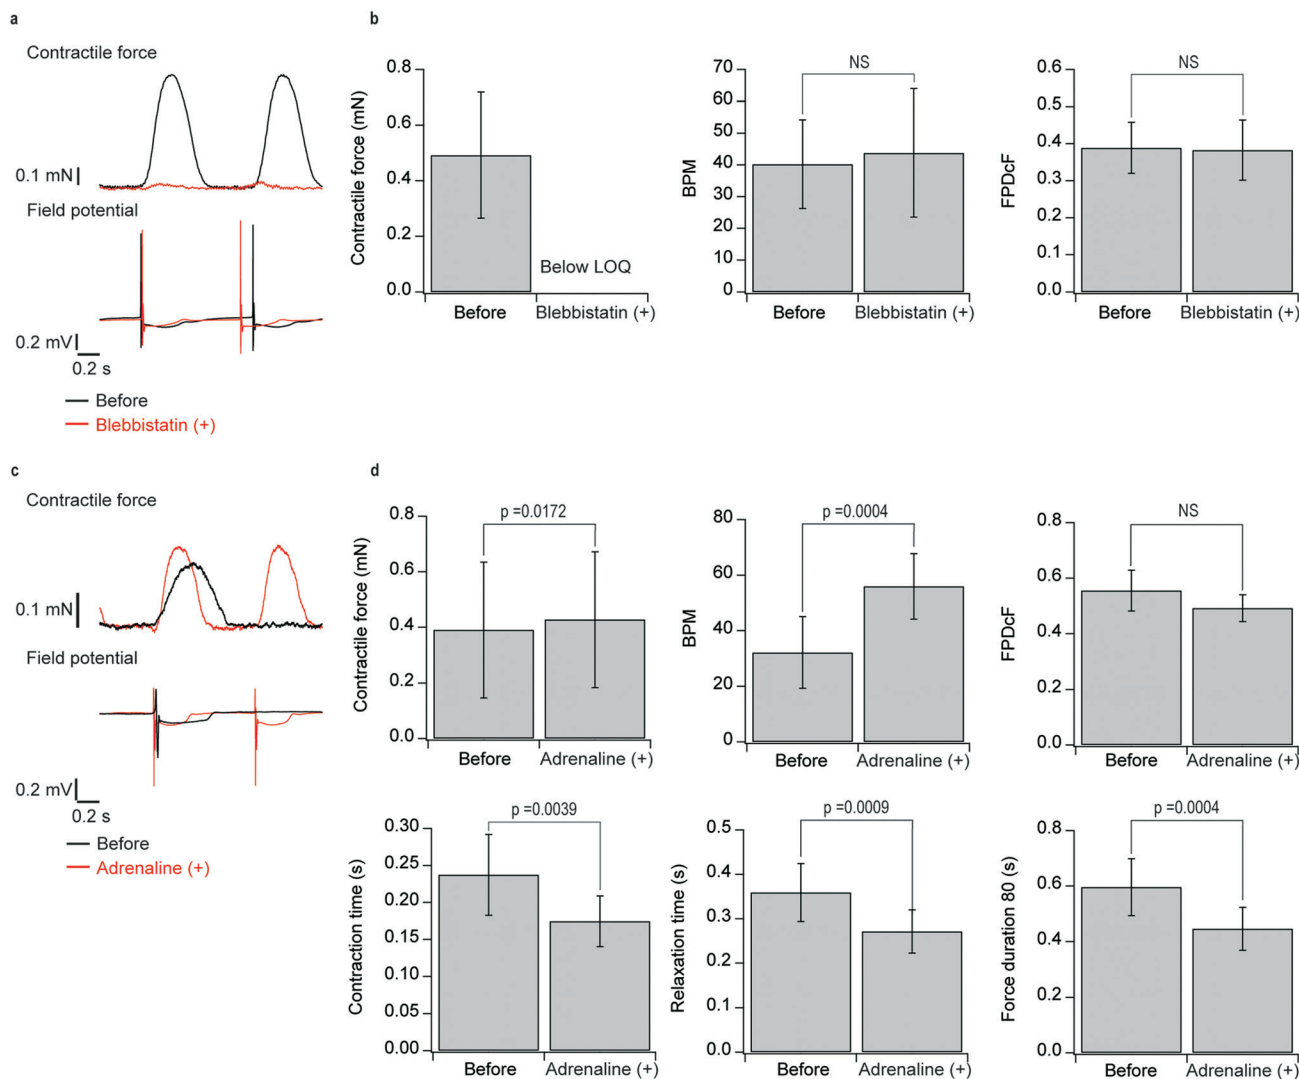 a
Contractile force
0.1 mN
Field potential
0.2 mV
0.2 s
Before
Blebbistatin (+)
b
Contractile force (mN)
0.8
0.6
0.4
0.2
0.0
Below LOQ
Before
Blebbistatin (+)
BPM
70
60
50
40
30
20
10
0
NS
Before
Blebbistatin (+)
FPDcF
0.6
0.5
0.4
0.3
0.2
0.1
0.0
NS
Before
Blebbistatin (+)
c
Contractile force
0.1 mN
Field potential
0.2 mV
0.2 s
Before
Adrenaline (+)
d
Contractile force (mN)
0.8
0.6
0.4
0.2
0.0
p =0.0172
Before
Adrenaline (+)
BPM
80
60
40
20
0
p =0.0004
Before
Adrenaline (+)
FPDcF
0.8
0.6
0.4
0.2
0.0
NS
Before
Adrenaline (+)
Contraction time (s)
0.30
0.25
0.20
0.15
0.10
0.05
0.00
p =0.0039
Before
Adrenaline (+)
Relaxation time (s)
0.5
0.4
0.3
0.2
0.1
0.0
p =0.0009
Before
Adrenaline (+)
Force duration 80 (s)
0.8
0.6
0.4
0.2
0.0
p =0.0004
Before
Adrenaline (+)